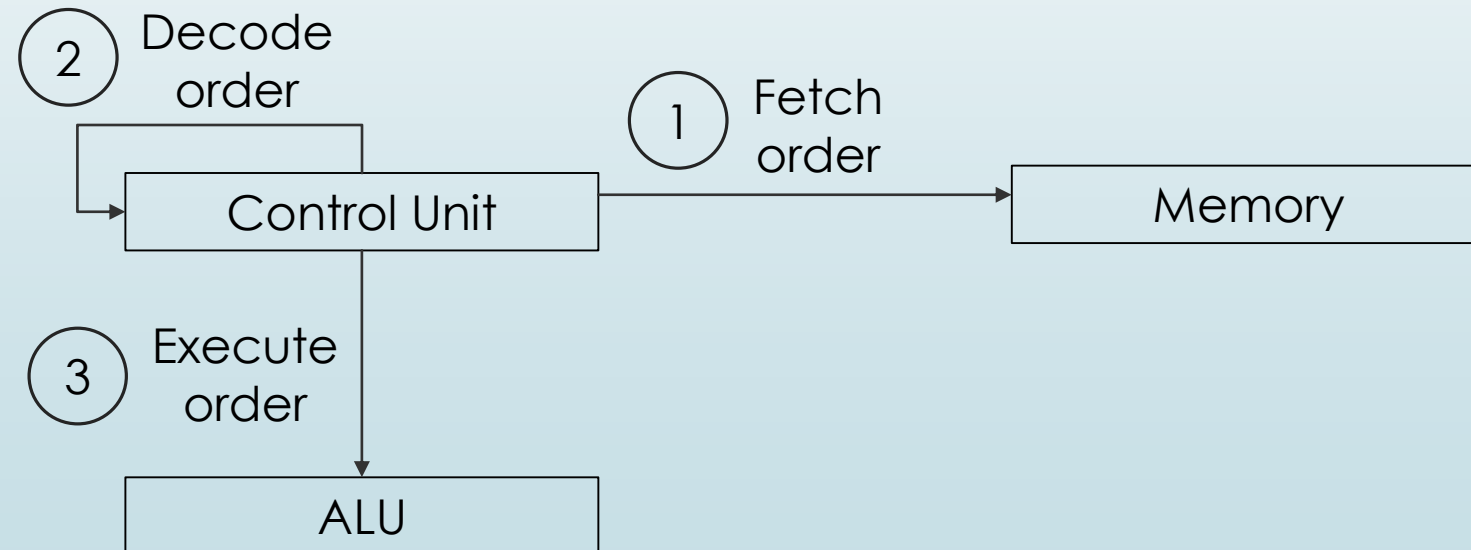 2
Decode
order
1
Fetch
order
Control Unit
Memory
3
Execute
order
ALU